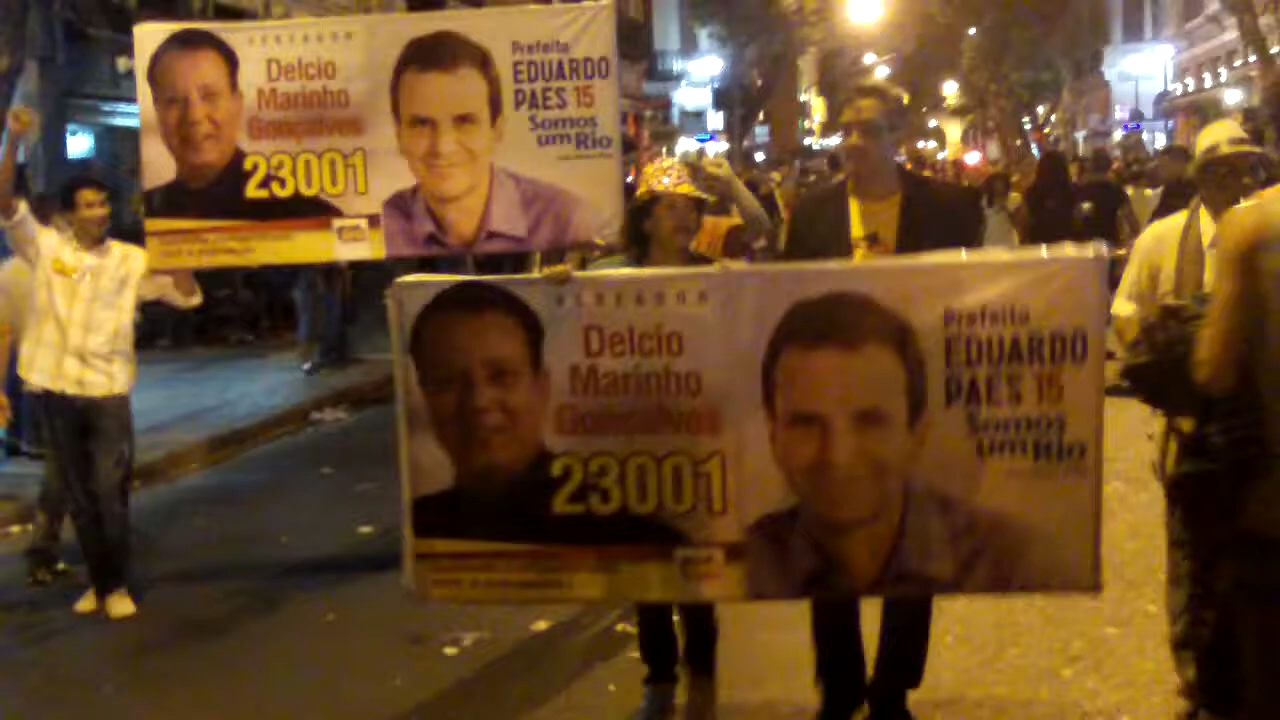 VEREADOR
Delcio
Marinho
Gonçalves
23001
Prefeito
EDUARDO
PAES 15
Somos
um Rio
VEREADOR
Delcio
Marinho
Gonçalves
23001
Prefeito
EDUARDO
PAES 15
Somos
um Rio